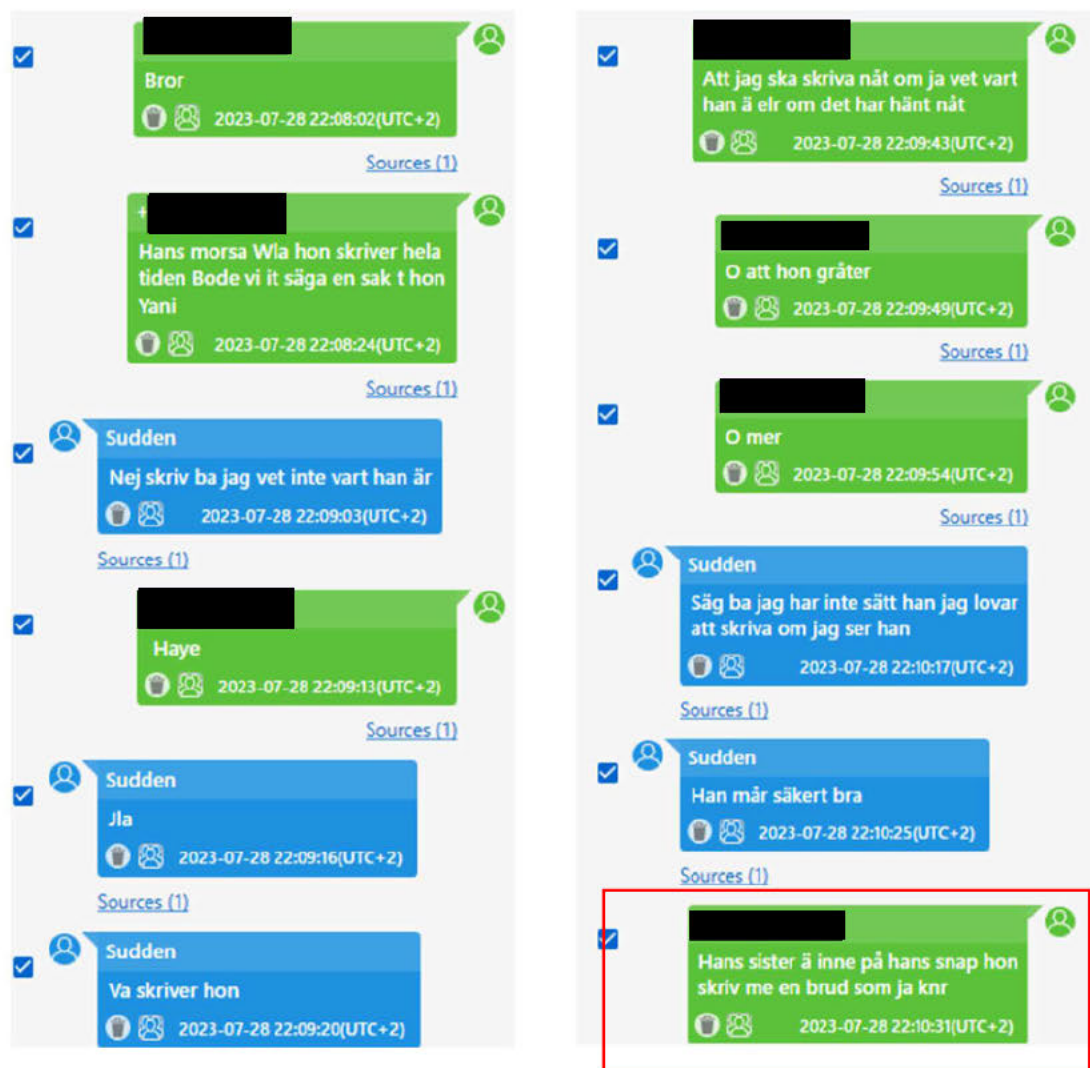 Bror
2023-07-28 22:08:02(UTC+2)
Sources (1)
+
Hans morsa Wla hon skriver hela
tiden Bode vi it säga en sak t hon
Yani
2023-07-28 22:08:24(UTC+2)
Sources (1)
Sudden
Nej skriv ba jag vet inte vart han är
2023-07-28 22:09:03(UTC+2)
Sources (1)
Haye
2023-07-28 22:09:13(UTC+2)
Sources (1)
Sudden
Jla
2023-07-28 22:09:16(UTC+2)
Sources (1)
Sudden
Va skriver hon
2023-07-28 22:09:20(UTC+2)
Att jag ska skriva nåt om ja vet vart
han ä elr om det har hänt nåt
2023-07-28 22:09:43(UTC+2)
Sources (1)
O att hon gråter
2023-07-28 22:09:49(UTC+2)
Sources (1)
O mer
2023-07-28 22:09:54(UTC+2)
Sources (1)
Sudden
Säg ba jag har inte sätt han jag lovar
att skriva om jag ser han
2023-07-28 22:10:17(UTC+2)
Sources (1)
Sudden
Han mår säkert bra
2023-07-28 22:10:25(UTC+2)
Sources (1)
Hans sister ä inne på hans snap hon
skriv me en brud som ja knr
2023-07-28 22:10:31(UTC+2)